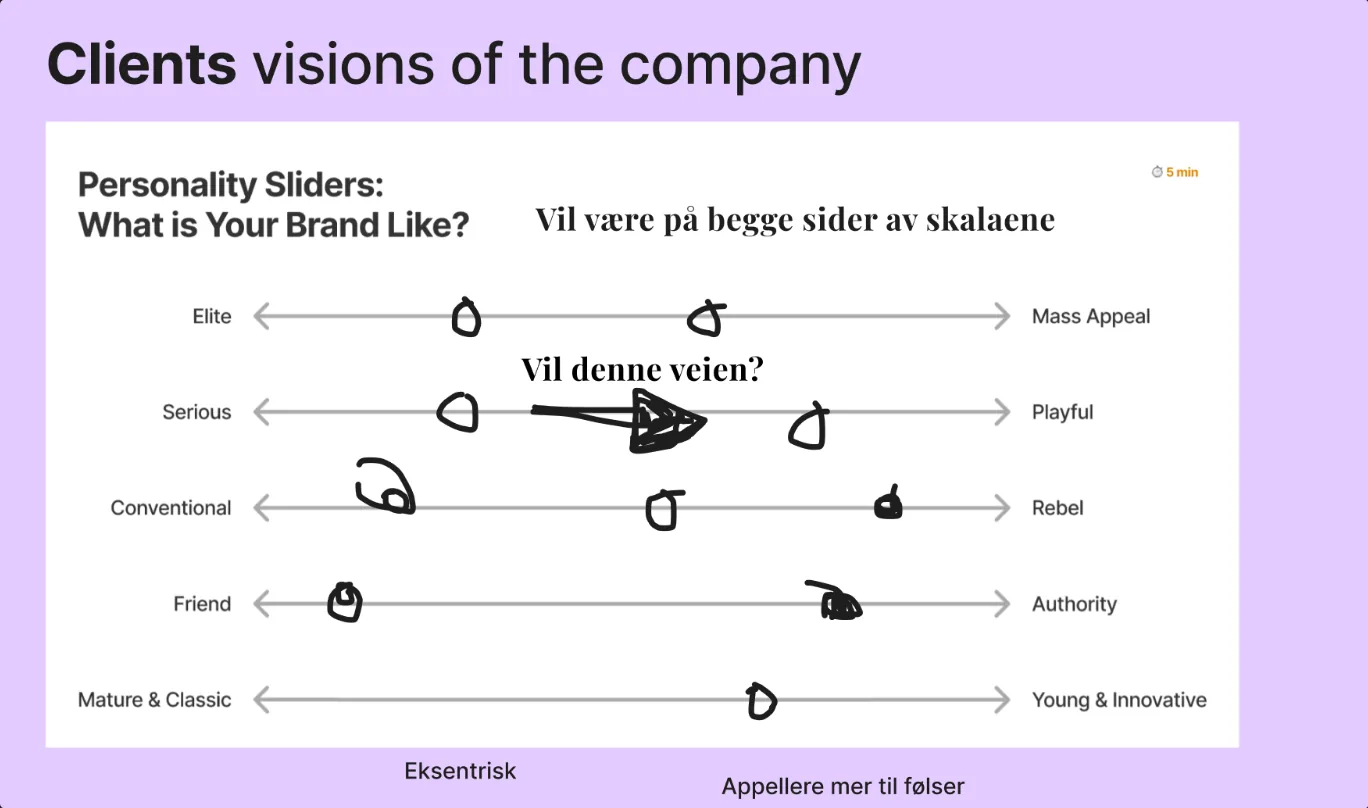 Clients visions of the company
Personality Sliders:
What is Your Brand Like?
5 min
Vil være på begge sider av skalaene
Elite
Mass Appeal
Vil denne veien?
Serious
Playful
Conventional
Rebel
Friend
Authority
Mature & Classic
Young & Innovative
Eksentrisk
Appellere mer til følser